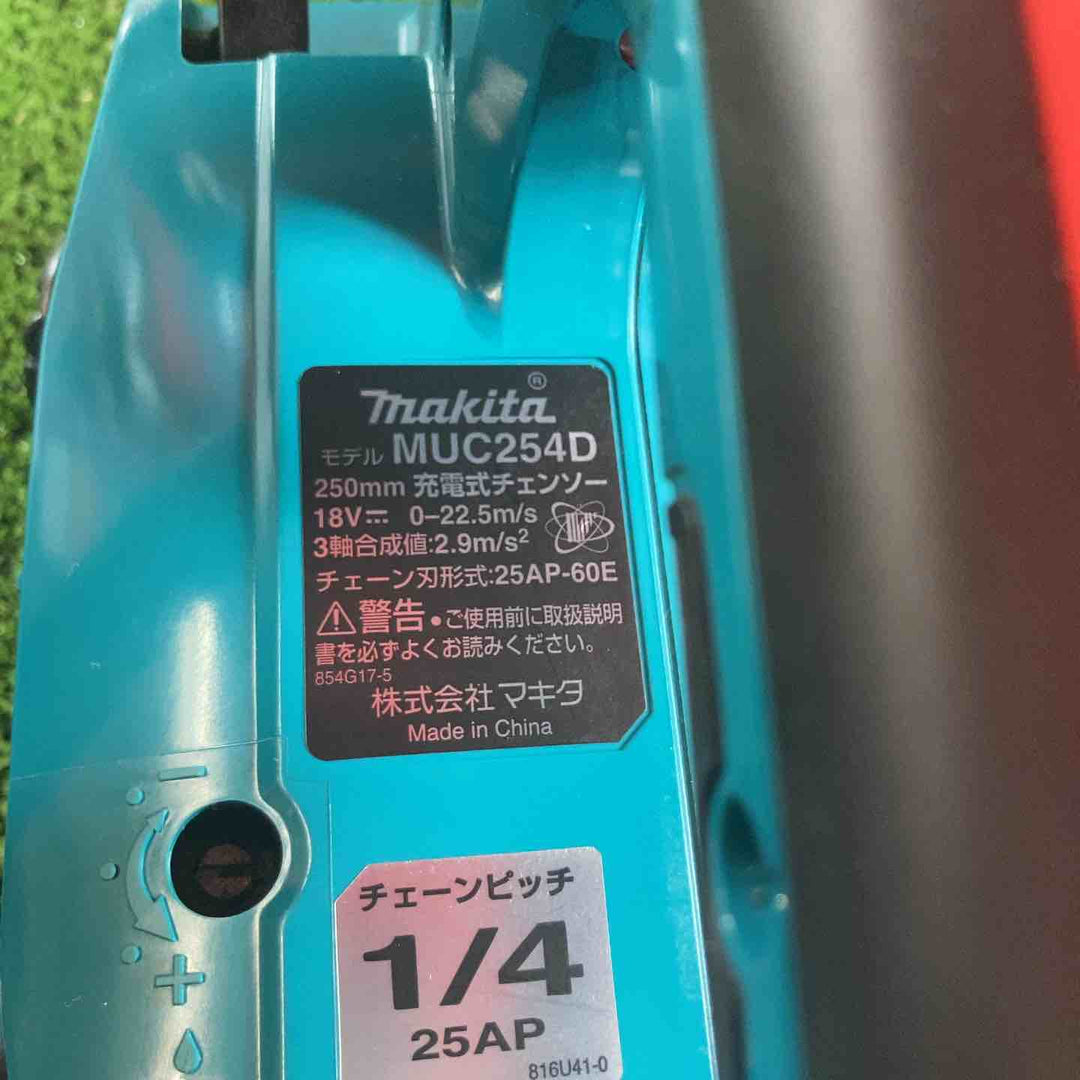 makita®
モデル MUC254D
250mm 充電式チェンソー
18V⎓ 0–22.5m/s
3軸合成値:2.9m/s²
チェーン刃形式:25AP-60E
⚠警告 •ご使用前に取扱説明
書を必ずよくお読みください。
854G17-5
株式会社 マキタ
Made in China
チェーンピッチ
1/4
25AP
816U41-0